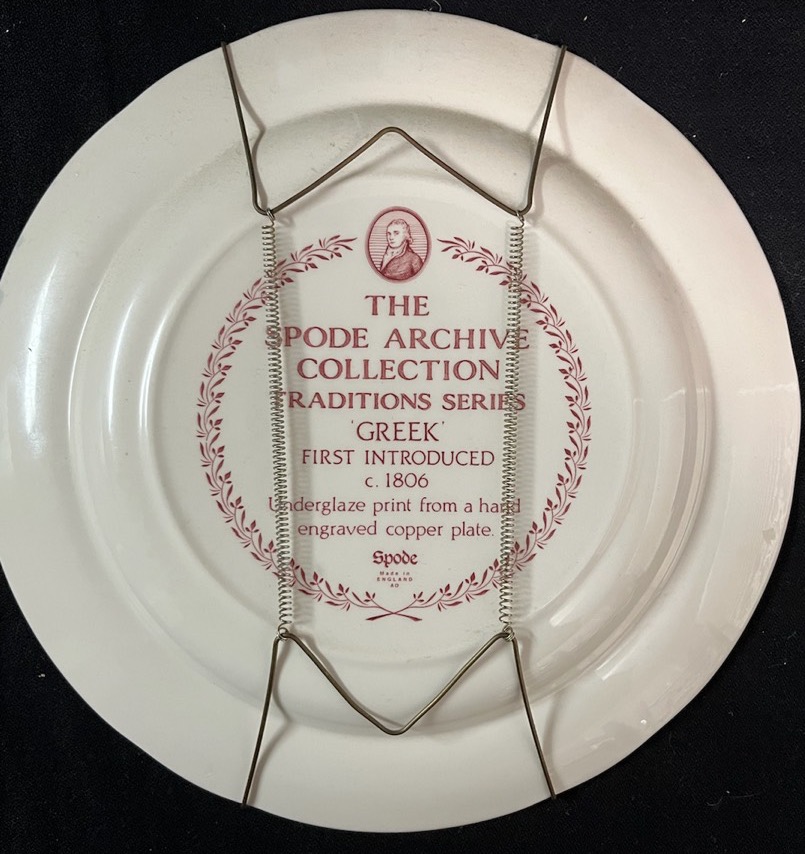 THE
SPODE ARCHIVE
COLLECTION
TRADITIONS SERIES
'GREEK'
FIRST INTRODUCED
c. 1806
Underglaze print from a hand
engraved copper plate.
Spode
Made in
ENGLAND
AD